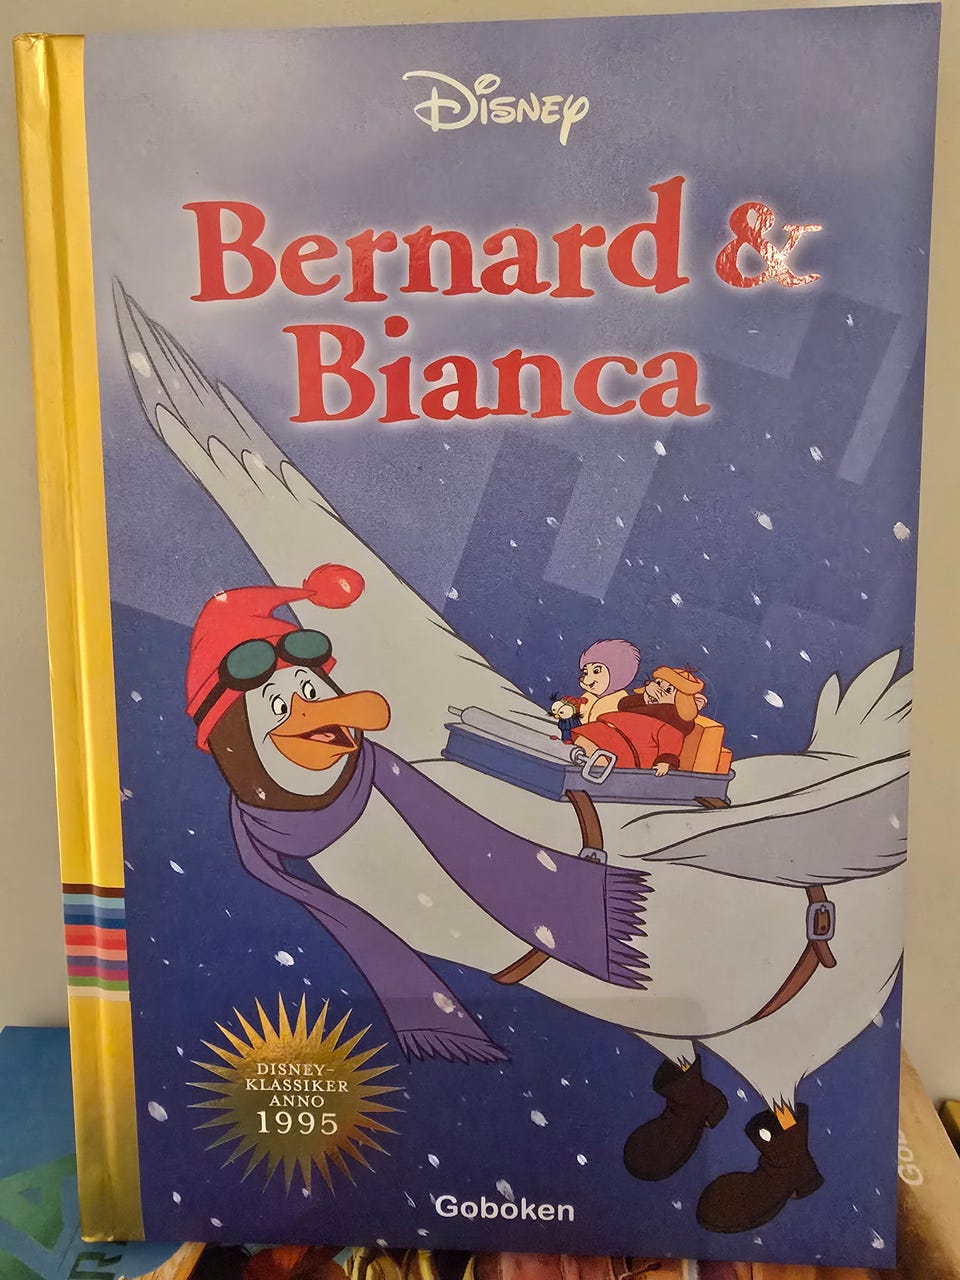 Disney
Bernard &
Bianca
DISNEY-
KLASSIKER
ANNO
1995
Goboken